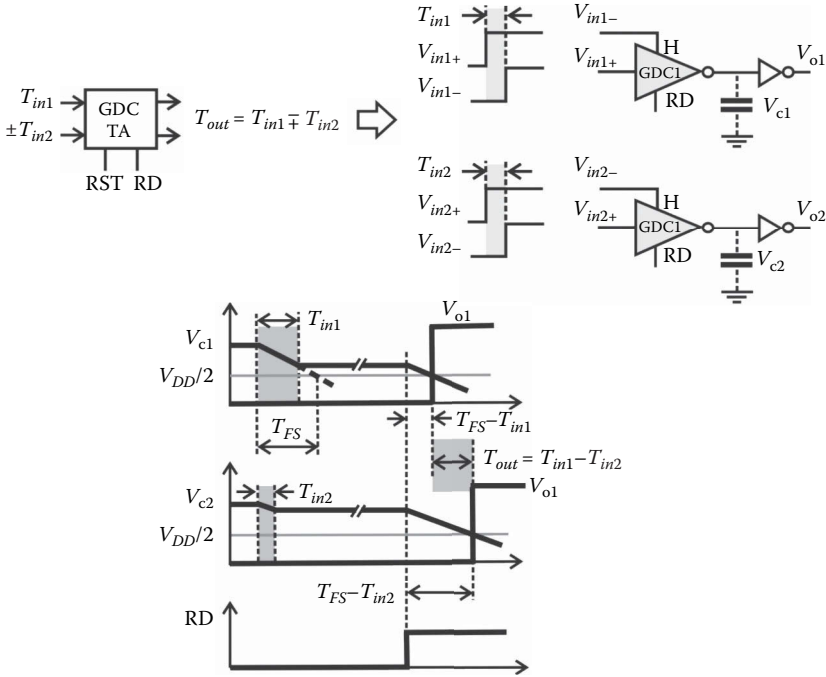 T_in1
±T_in2
GDC
TA
RST RD
T_out = T_in1 ∓ T_in2
T_in1
V_in1+
V_in1−
V_in1−
V_in1+
H
GDC1
RD
V_c1
V_o1
T_in2
V_in2+
V_in2−
V_in2−
V_in2+
H
GDC1
RD
V_c2
V_o2
T_in1
V_o1
V_c1
V_DD/2
T_FS
T_FS−T_in1
T_out = T_in1−T_in2
V_c2
T_in2
V_o1
V_DD/2
T_FS−T_in2
RD